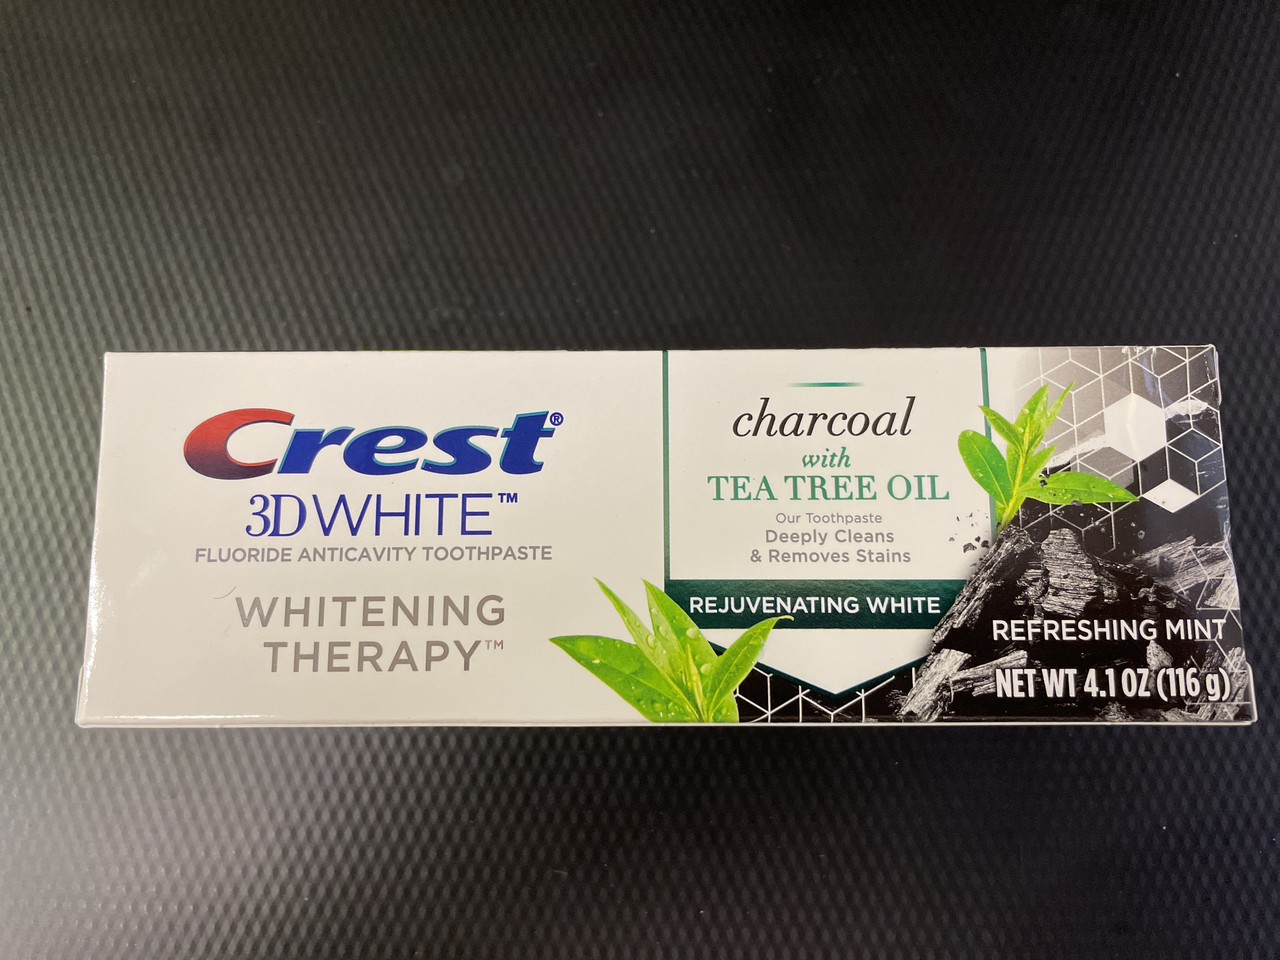 Crest®
3D WHITE™
FLUORIDE ANTICAVITY TOOTHPASTE
WHITENING
THERAPY™
charcoal
with
TEA TREE OIL
Our Toothpaste
Deeply Cleans
& Removes Stains
REJUVENATING WHITE
REFRESHING MINT
NET WT 4.1 OZ (116 g)